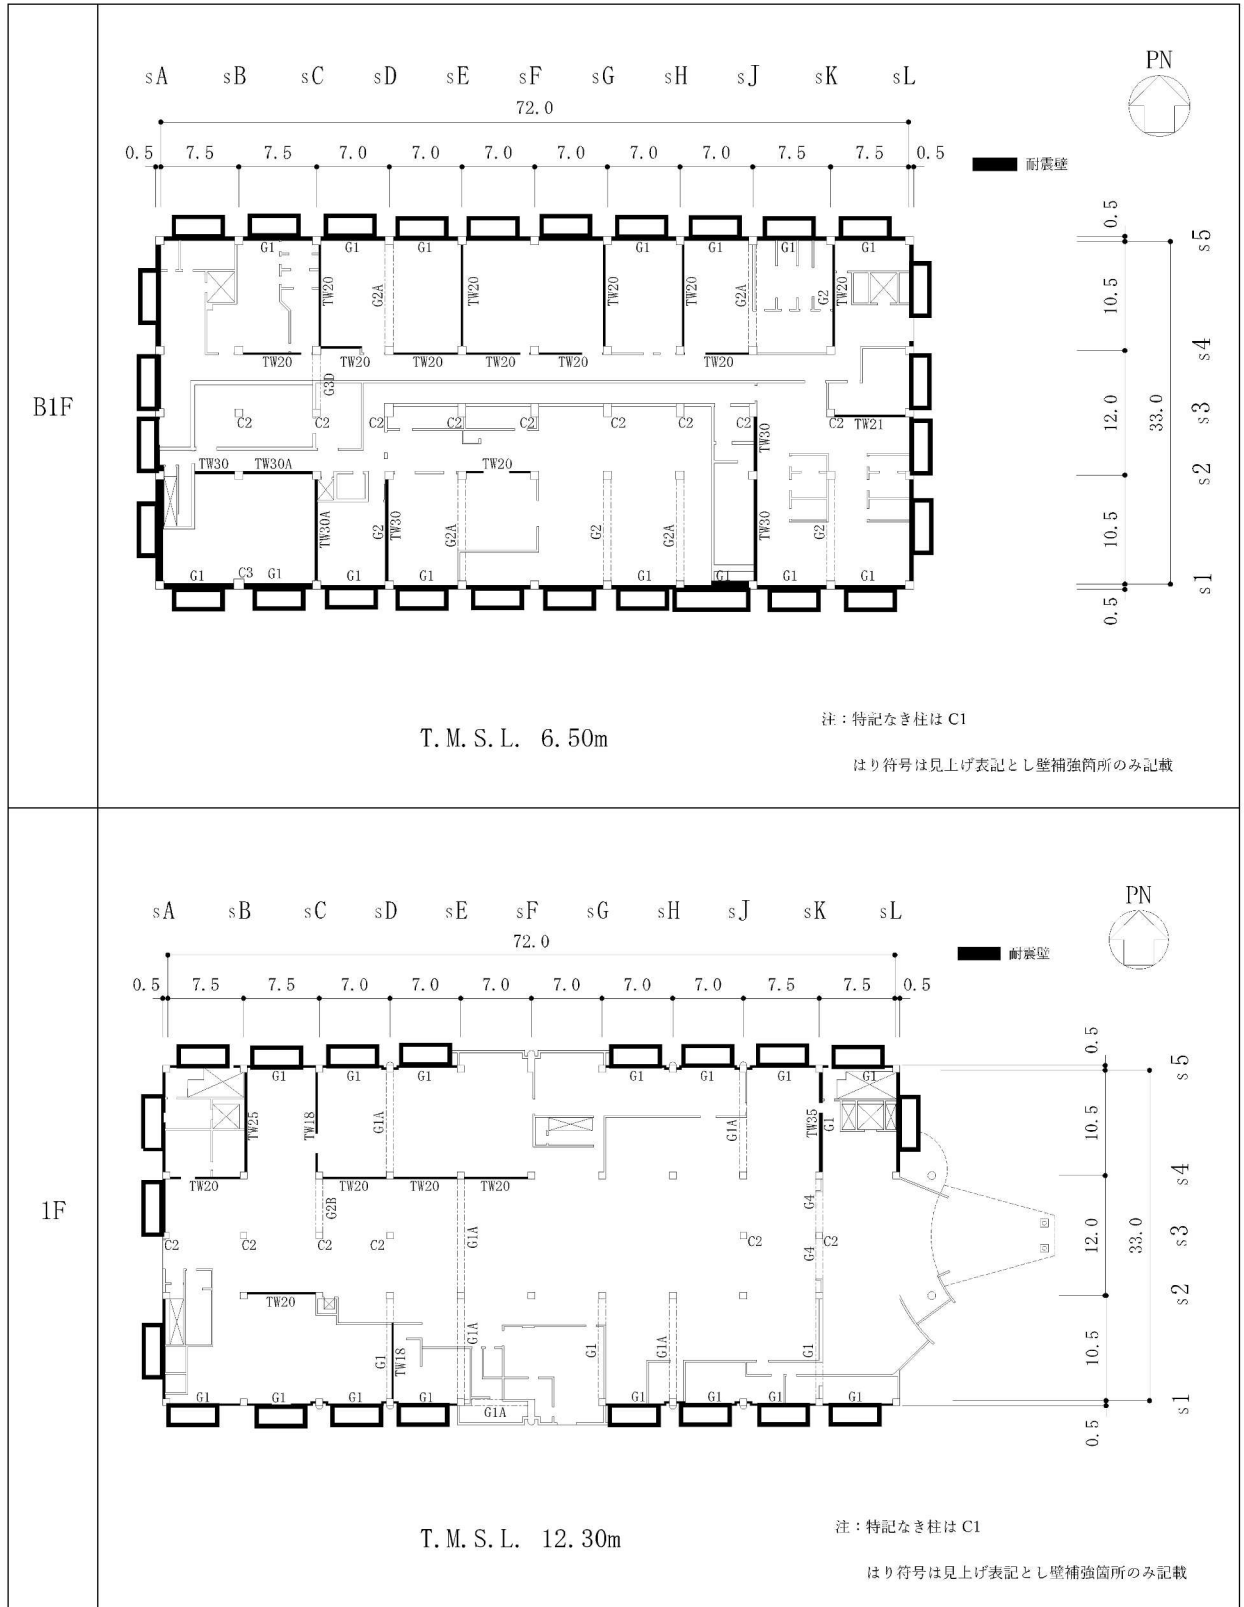 B1F
sA sB sC sD sE sF sG sH sJ sK sL
PN
72.0
0.5 7.5 7.5 7.0 7.0 7.0 7.0 7.0 7.0 7.5 7.5 0.5
耐震壁
G1 G1 G1 G1 G1 G1 G1
TW20 G2A TW20 TW20 TW20 G2A G2 TW20
TW20 TW20 TW20 TW20 TW20 TW20
G3D
C2 C2 C2 C2 C2 C2 C2 C2 TW21
TW30
TW30 TW30A TW20
TW30A G2 TW30 G2A G2 G2A TW30 G2
G1 C3 G1 G1 G1 G1 G1 G1 G1
0.5
10.5
12.0
33.0
10.5
0.5
s5
s4
s3
s2
s1
T.M.S.L. 6.50m
注：特記なき柱は C1
はり符号は見上げ表記とし壁補強箇所のみ記載
1F
sA sB sC sD sE sF sG sH sJ sK sL
PN
72.0
0.5 7.5 7.5 7.0 7.0 7.0 7.0 7.0 7.0 7.5 7.5 0.5
耐震壁
G1 G1 G1 G1 G1 G1 G1
TW25 TW18 G1A G1A TW35 G1
TW20 TW20 TW20 TW20
G2B G4
C2 C2 C2 C2 G1A C2 G4 C2
TW20
G1 TW18 G1A G1 G1A G1
G1 G1 G1 G1 G1A G1 G1 G1 G1
0.5
10.5
12.0
33.0
10.5
0.5
s5
s4
s3
s2
s1
T.M.S.L. 12.30m
注：特記なき柱は C1
はり符号は見上げ表記とし壁補強箇所のみ記載